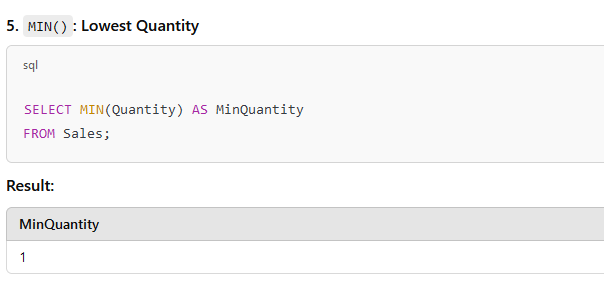 5. MIN(): Lowest Quantity
sql
SELECT MIN(Quantity) AS MinQuantity
FROM Sales;
Result:
MinQuantity
1